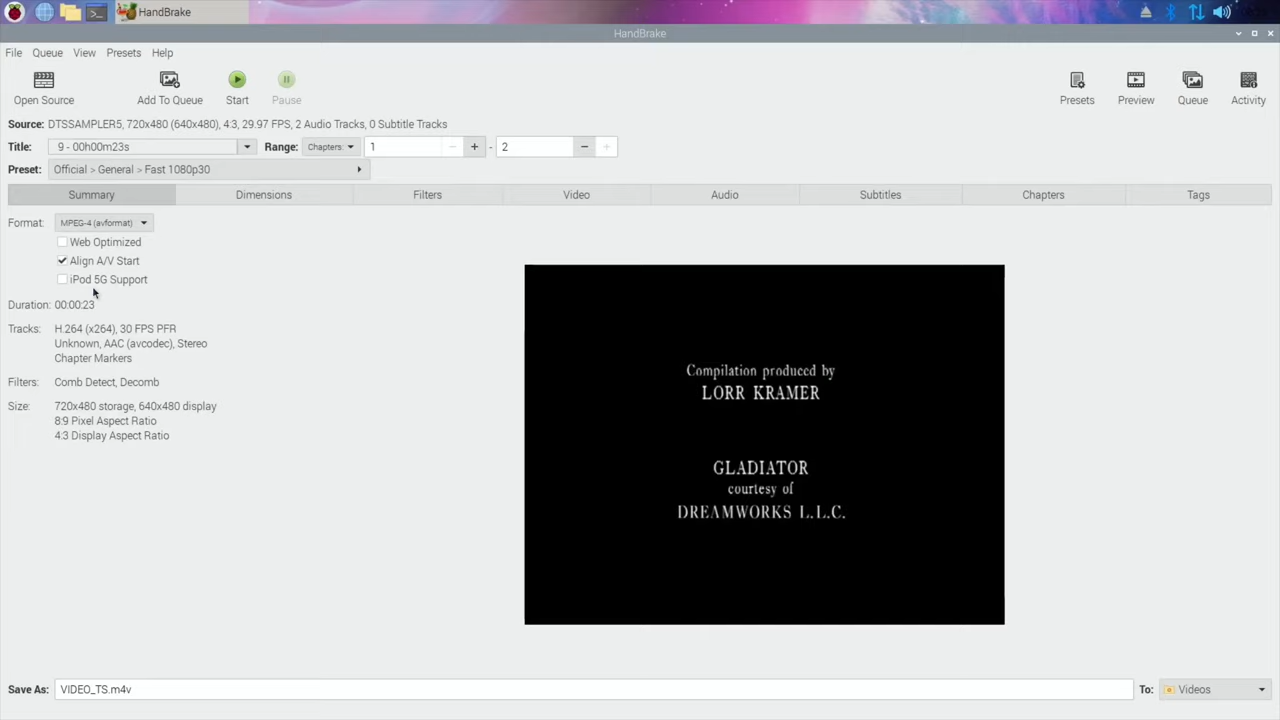 HandBrake
HandBrake
File Queue View Presets Help
Open Source Add To Queue Start Pause Presets Preview Queue Activity
Source: DTSSAMPLER5, 720x480 (640x480), 4:3, 29.97 FPS, 2 Audio Tracks, 0 Subtitle Tracks
Title: 9 - 00h00m23s Range: Chapters: 1 - 2
Preset: Official > General > Fast 1080p30
Summary Dimensions Filters Video Audio Subtitles Chapters Tags
Format: MPEG-4 (avformat)
Web Optimized
Align A/V Start
iPod 5G Support
Duration: 00:00:23
Tracks: H.264 (x264), 30 FPS PFR
Unknown, AAC (avcodec), Stereo
Chapter Markers
Filters: Comb Detect, Decomb
Size: 720x480 storage, 640x480 display
8:9 Pixel Aspect Ratio
4:3 Display Aspect Ratio
Compilation produced by
LORR KRAMER
GLADIATOR
courtesy of
DREAMWORKS L.L.C.
Save As: VIDEO_TS.m4v To: Videos